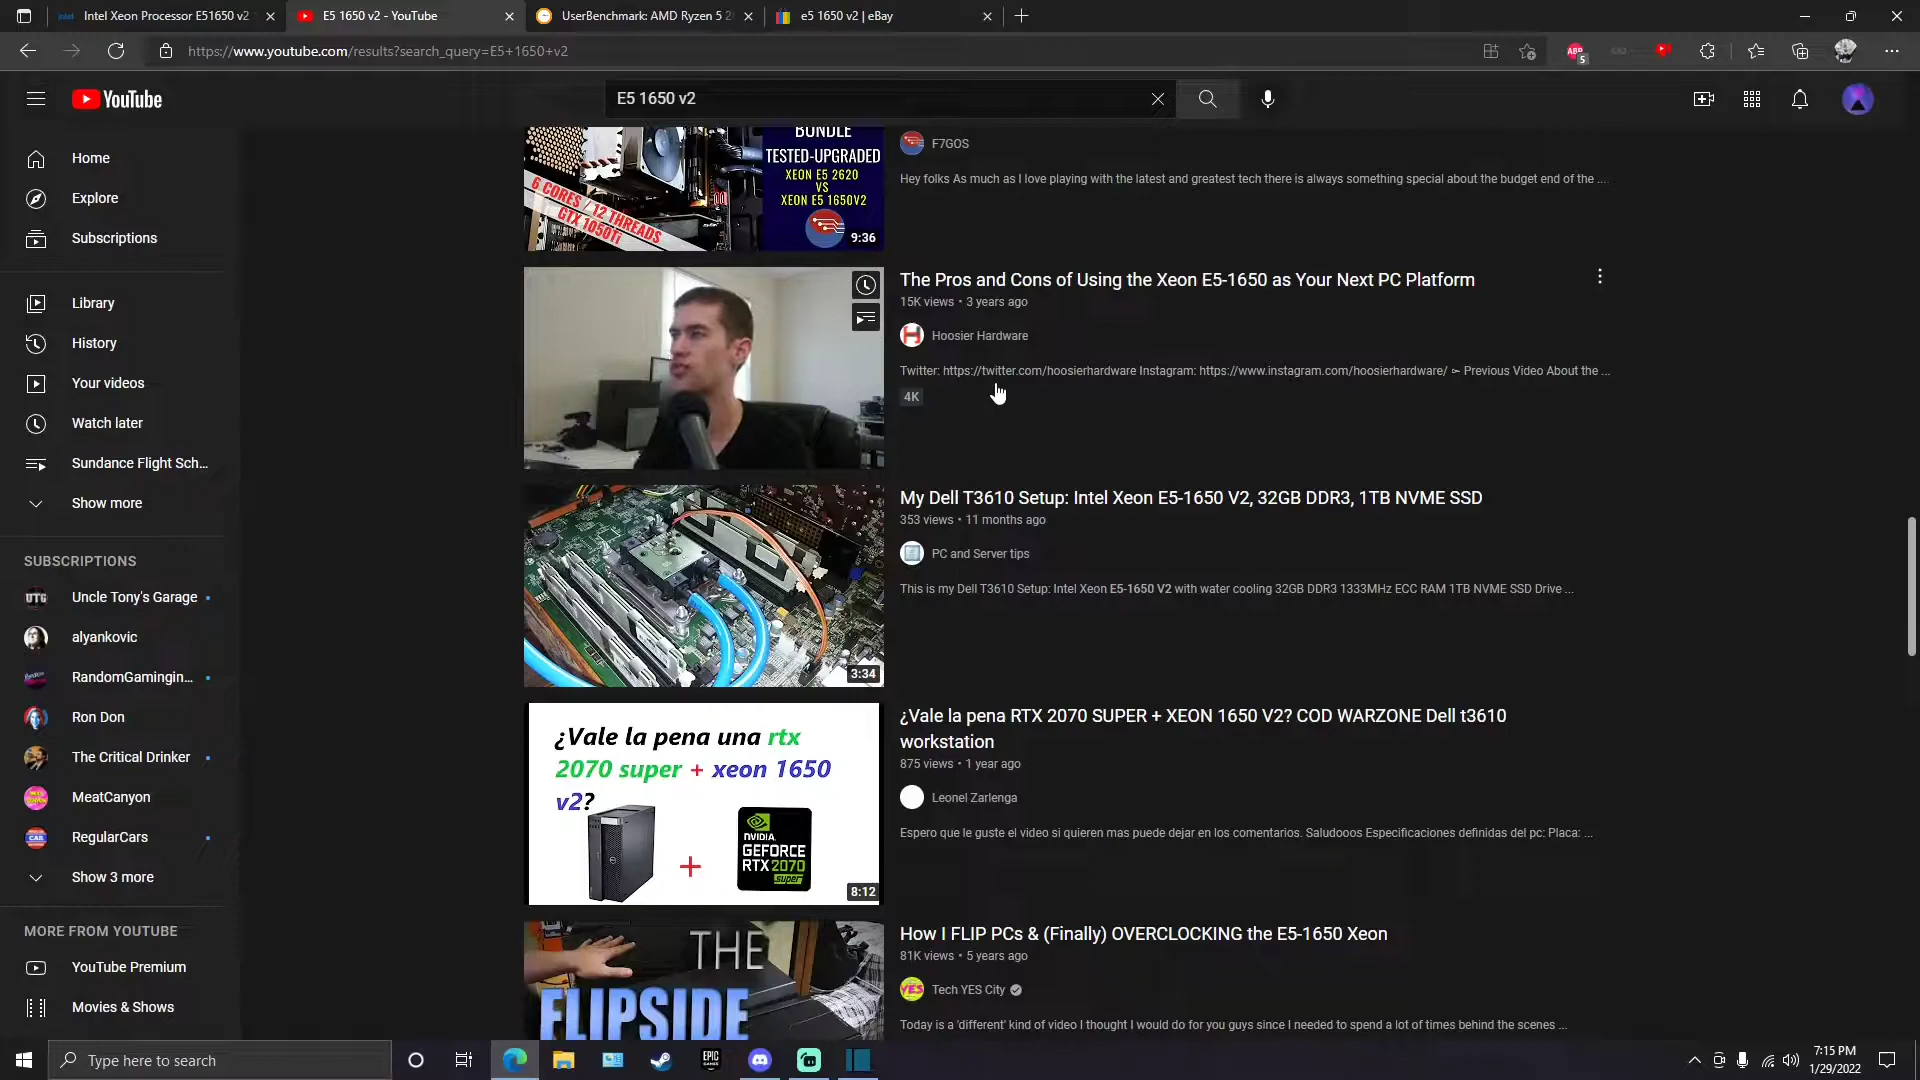 Intel Xeon Processor E51650 v2
E5 1650 v2 - YouTube
UserBenchmark: AMD Ryzen 5 2
e5 1650 v2 | eBay
https://www.youtube.com/results?search_query=E5+1650+v2
ABP
5
YouTube
E5 1650 v2
Home
Explore
Subscriptions
Library
History
Your videos
Watch later
Sundance Flight Sch...
Show more
SUBSCRIPTIONS
UTG
Uncle Tony's Garage
alyankovic
RandomGamingin...
Ron Don
The Critical Drinker
MeatCanyon
RegularCars
Show 3 more
MORE FROM YOUTUBE
YouTube Premium
Movies & Shows
BUNDLE
TESTED-UPGRADED
XEON E5 2620
VS
XEON E5 1650V2
6 CORES / 12 THREADS
GTX 1050Ti
9:36
F7GOS
Hey folks As much as I love playing with the latest and greatest tech there is always something special about the budget end of the ....
The Pros and Cons of Using the Xeon E5-1650 as Your Next PC Platform
15K views • 3 years ago
Hoosier Hardware
Twitter: https://twitter.com/hoosierhardware Instagram: https://www.instagram.com/hoosierhardware/ ➣ Previous Video About the ...
4K
My Dell T3610 Setup: Intel Xeon E5-1650 V2, 32GB DDR3, 1TB NVME SSD
353 views • 11 months ago
PC and Server tips
This is my Dell T3610 Setup: Intel Xeon E5-1650 V2 with water cooling 32GB DDR3 1333MHz ECC RAM 1TB NVME SSD Drive ...
3:34
¿Vale la pena una rtx
2070 super + xeon 1650
v2?
NVIDIA.
GEFORCE
RTX 2070
super
8:12
¿Vale la pena RTX 2070 SUPER + XEON 1650 V2? COD WARZONE Dell t3610
workstation
875 views • 1 year ago
Leonel Zarlenga
Espero que le guste el video si quieren mas puede dejar en los comentarios. Saludooos Especificaciones definidas del pc: Placa: ...
THE
FLIPSIDE
How I FLIP PCs & (Finally) OVERCLOCKING the E5-1650 Xeon
81K views • 5 years ago
YES
Tech YES City
Today is a 'different' kind of video I thought I would do for you guys since I needed to spend a lot of times behind the scenes ...
Type here to search
EPIC
7:15 PM
1/29/2022